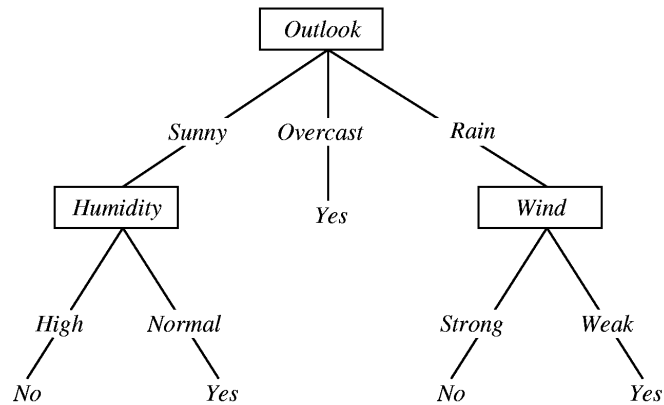 Outlook
Sunny Overcast Rain
Humidity Yes Wind
High Normal Strong Weak
No Yes No Yes